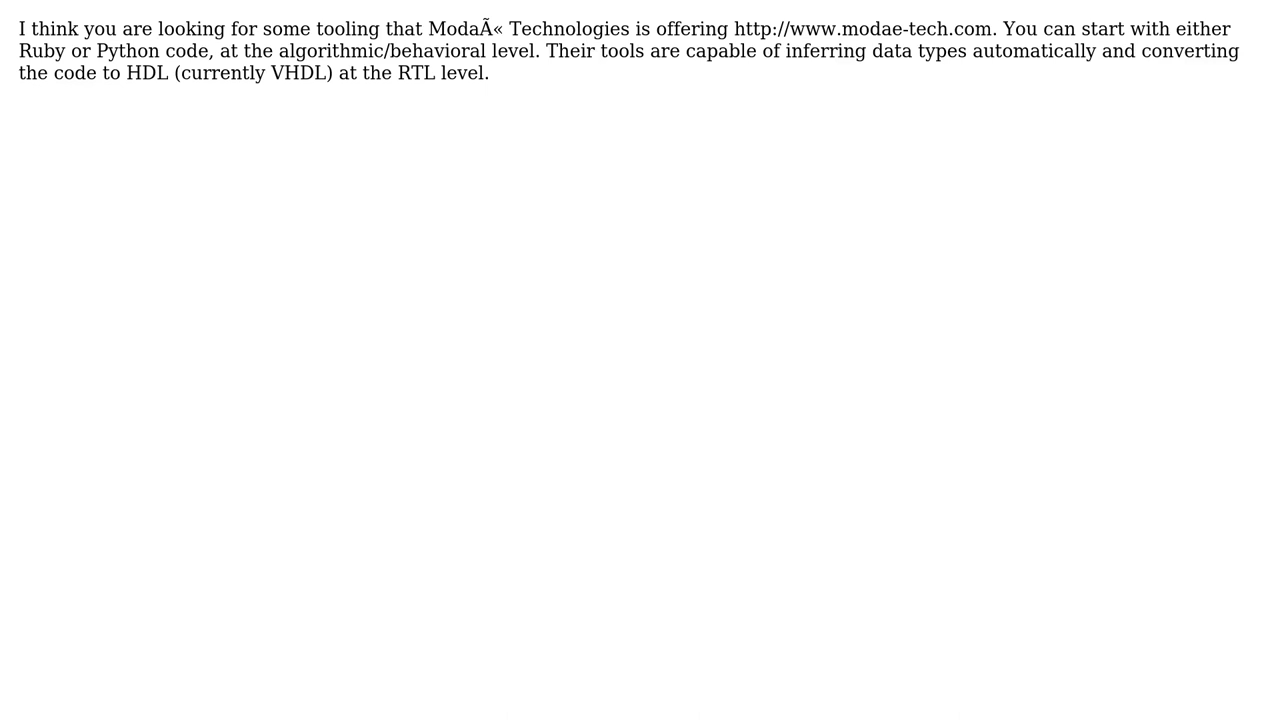 I think you are looking for some tooling that ModaÃ« Technologies is offering http://www.modae-tech.com. You can start with either
Ruby or Python code, at the algorithmic/behavioral level. Their tools are capable of inferring data types automatically and converting
the code to HDL (currently VHDL) at the RTL level.